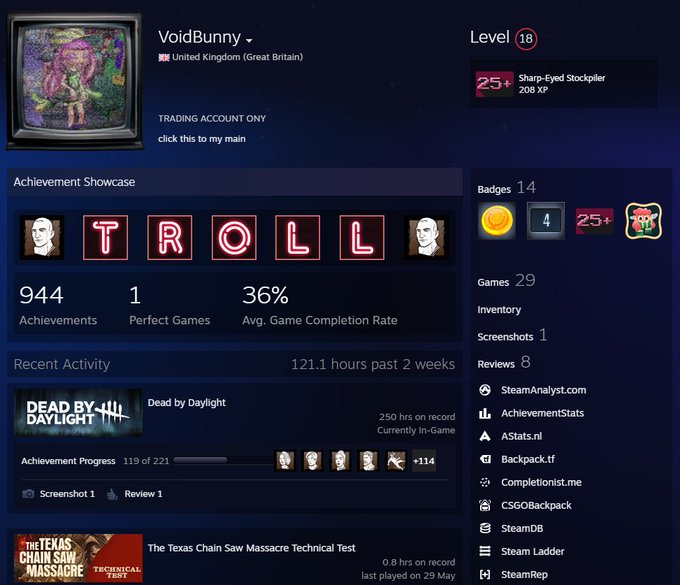 VoidBunny
United Kingdom (Great Britain)
TRADING ACCOUNT ONY
click this to my main
Level 18
25+
Sharp-Eyed Stockpiler
208 XP
Achievement Showcase
T R O L L
944
Achievements
1
Perfect Games
36%
Avg. Game Completion Rate
Recent Activity
121.1 hours past 2 weeks
DEAD BY
DAYLIGHT
Dead by Daylight
250 hrs on record
Currently In-Game
Achievement Progress 119 of 221
+114
Screenshot 1
Review 1
THE TEXAS
CHAIN SAW
MASSACRE
TECHNICAL
TEST
The Texas Chain Saw Massacre Technical Test
0.8 hrs on record
last played on 29 May
Badges 14
4
25+
Games 29
Inventory
Screenshots 1
Reviews 8
SteamAnalyst.com
AchievementStats
AStats.nl
Backpack.tf
Completionist.me
CSGOBackpack
SteamDB
Steam Ladder
SteamRep